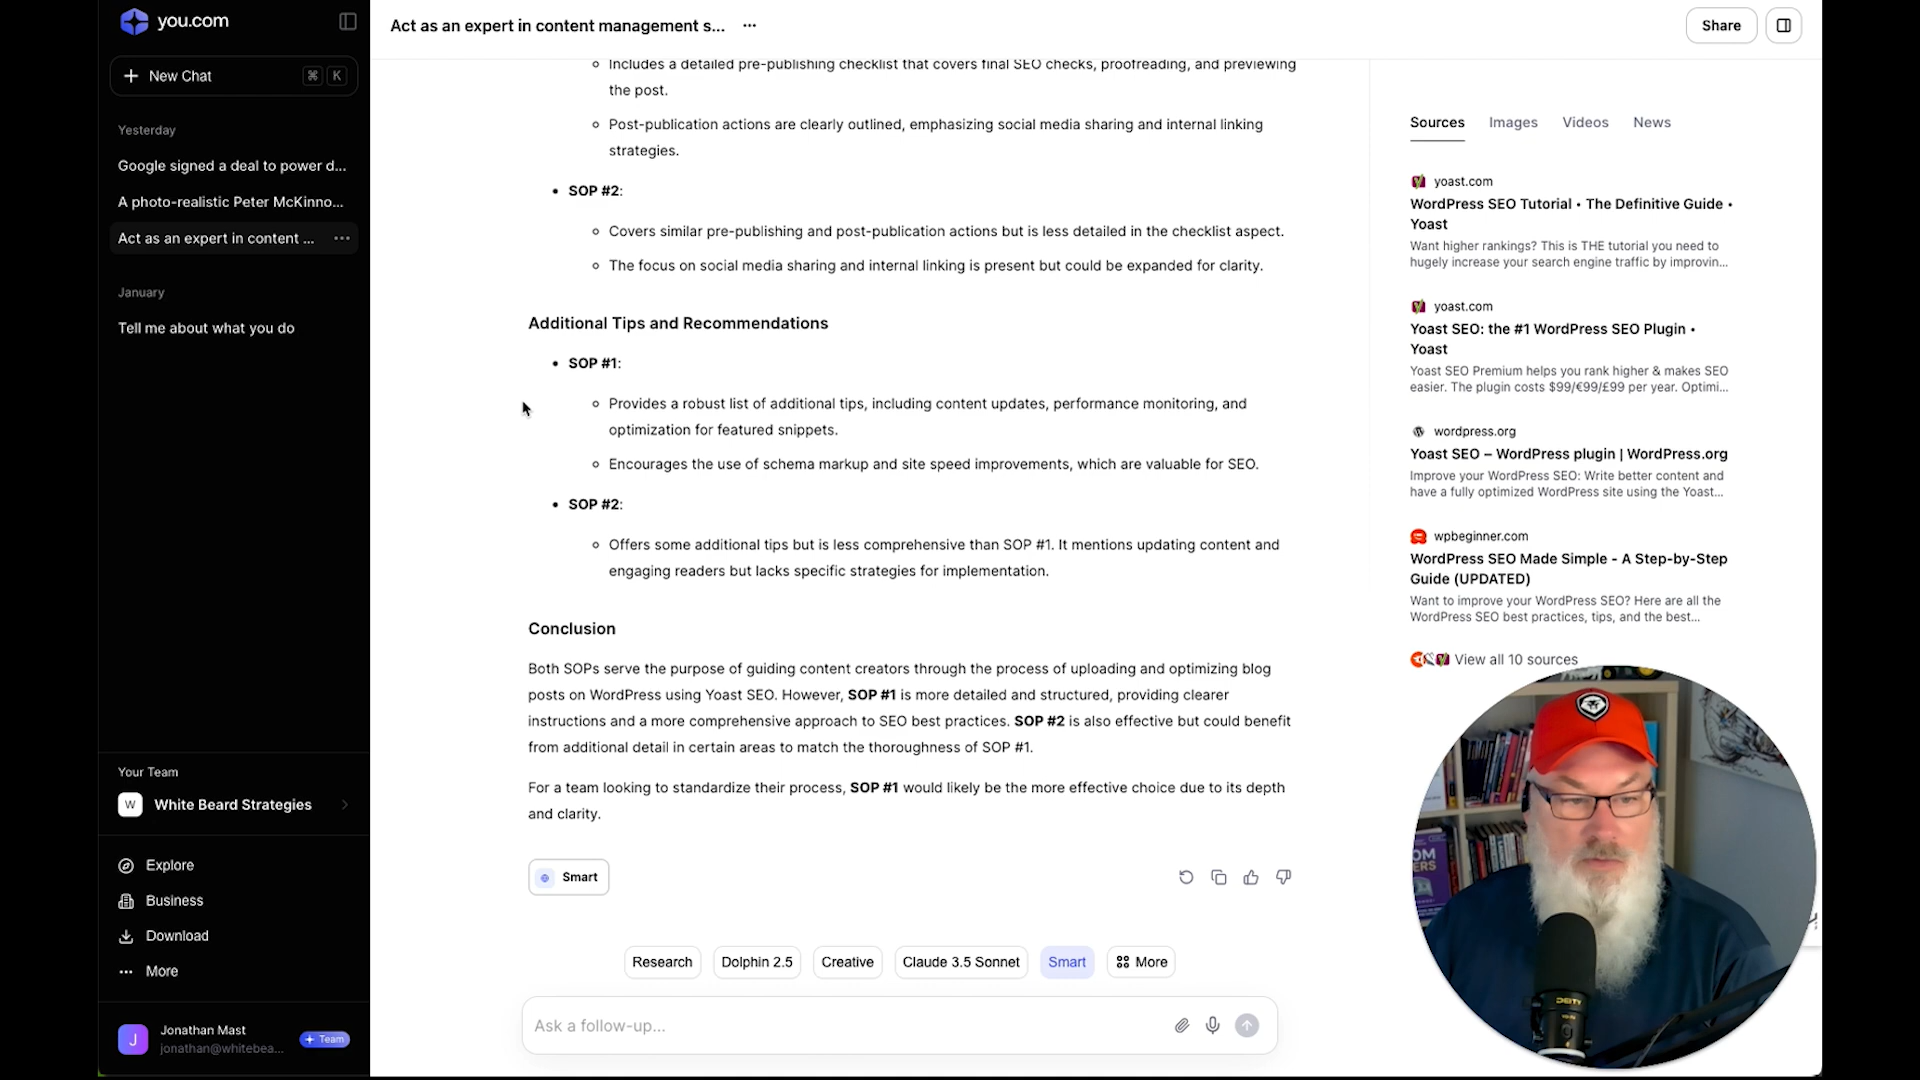 you.com
New Chat
⌘ K
Yesterday
Google signed a deal to power d...
A photo-realistic Peter McKinno...
Act as an expert in content ...
January
Tell me about what you do
Your Team
W White Beard Strategies
Explore
Business
Download
More
J
Jonathan Mast
jonathan@whitebea...
Team
Act as an expert in content management s...
Share
Includes a detailed pre-publishing checklist that covers final SEO checks, proofreading, and previewing
the post.
Post-publication actions are clearly outlined, emphasizing social media sharing and internal linking
strategies.
SOP #2:
Covers similar pre-publishing and post-publication actions but is less detailed in the checklist aspect.
The focus on social media sharing and internal linking is present but could be expanded for clarity.
Additional Tips and Recommendations
SOP #1:
Provides a robust list of additional tips, including content updates, performance monitoring, and
optimization for featured snippets.
Encourages the use of schema markup and site speed improvements, which are valuable for SEO.
SOP #2:
Offers some additional tips but is less comprehensive than SOP #1. It mentions updating content and
engaging readers but lacks specific strategies for implementation.
Conclusion
Both SOPs serve the purpose of guiding content creators through the process of uploading and optimizing blog
posts on WordPress using Yoast SEO. However, SOP #1 is more detailed and structured, providing clearer
instructions and a more comprehensive approach to SEO best practices. SOP #2 is also effective but could benefit
from additional detail in certain areas to match the thoroughness of SOP #1.
For a team looking to standardize their process, SOP #1 would likely be the more effective choice due to its depth
and clarity.
Smart
Research Dolphin 2.5 Creative Claude 3.5 Sonnet Smart More
Ask a follow-up...
Sources Images Videos News
yoast.com
WordPress SEO Tutorial • The Definitive Guide •
Yoast
Want higher rankings? This is THE tutorial you need to
hugely increase your search engine traffic by improvin...
yoast.com
Yoast SEO: the #1 WordPress SEO Plugin •
Yoast
Yoast SEO Premium helps you rank higher & makes SEO
easier. The plugin costs $99/€99/£99 per year. Optimi...
wordpress.org
Yoast SEO – WordPress plugin | WordPress.org
Improve your WordPress SEO: Write better content and
have a fully optimized WordPress site using the Yoast...
wpbeginner.com
WordPress SEO Made Simple - A Step-by-Step
Guide (UPDATED)
Want to improve your WordPress SEO? Here are all the
WordPress SEO best practices, tips, and the best...
View all 10 sources
DEITY